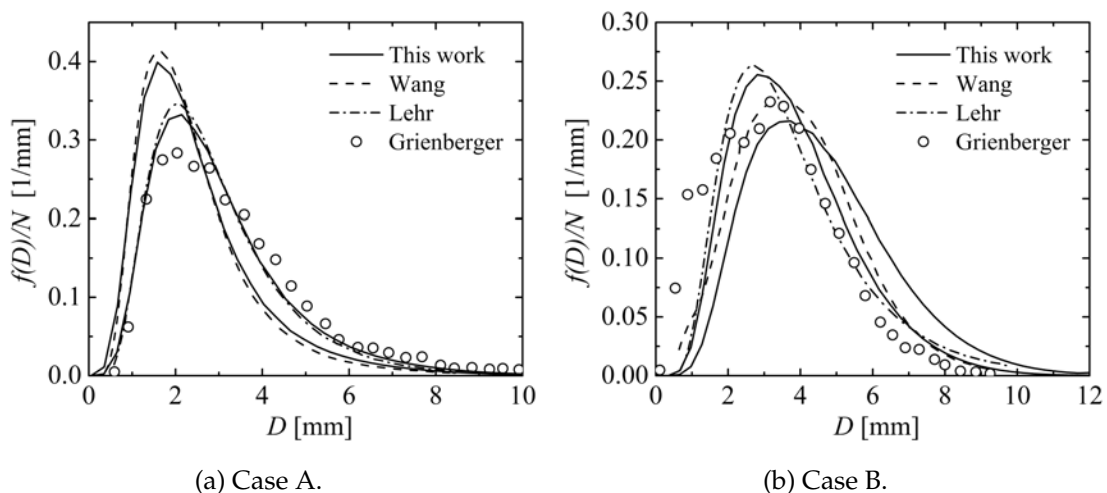 This work
Wang
Lehr
Grienberger
0.4
0.3
0.2
0.1
0.0
f(D)/N [1/mm]
0 2 4 6 8 10
D [mm]
(a) Case A.
This work
Wang
Lehr
Grienberger
0.30
0.25
0.20
0.15
0.10
0.05
0.00
f(D)/N [1/mm]
0 2 4 6 8 10 12
D [mm]
(b) Case B.